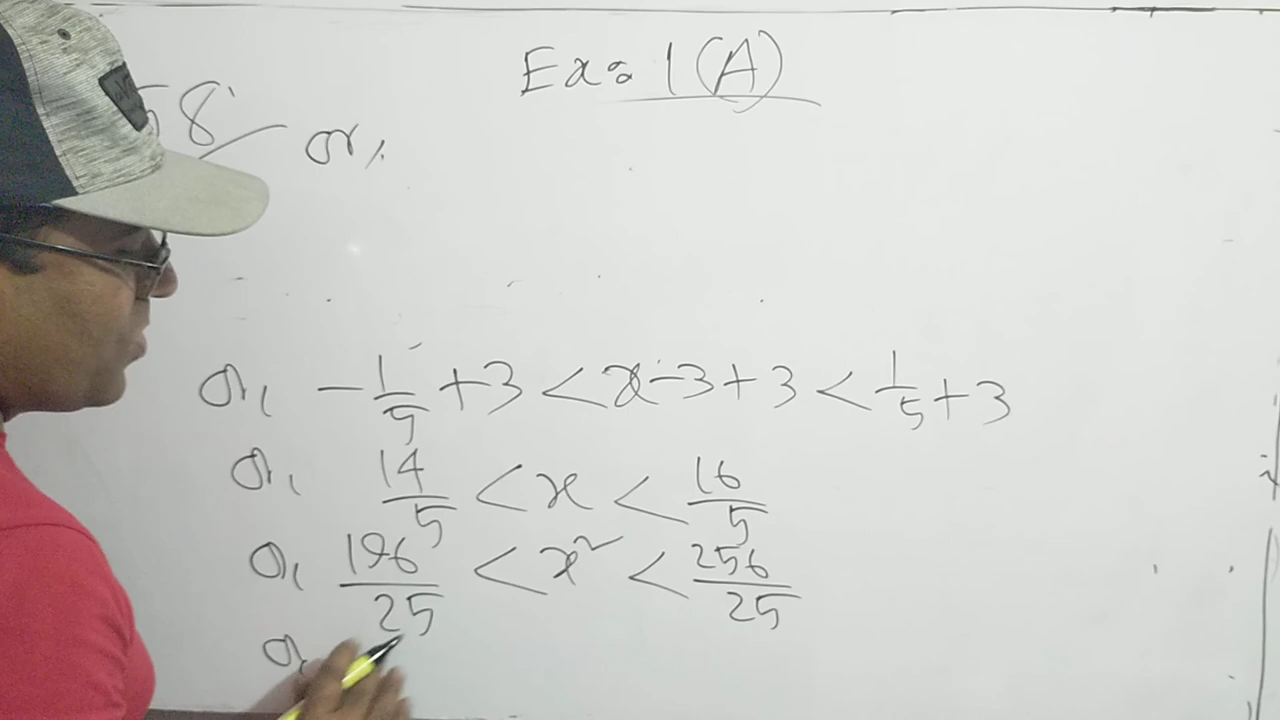 Ex: 1(A)
58 or,
or, -1/5 +3 < x-3+3 < 1/5 +3
or, 14/5 < x < 16/5
or, 196/25 < x² < 256/25
or